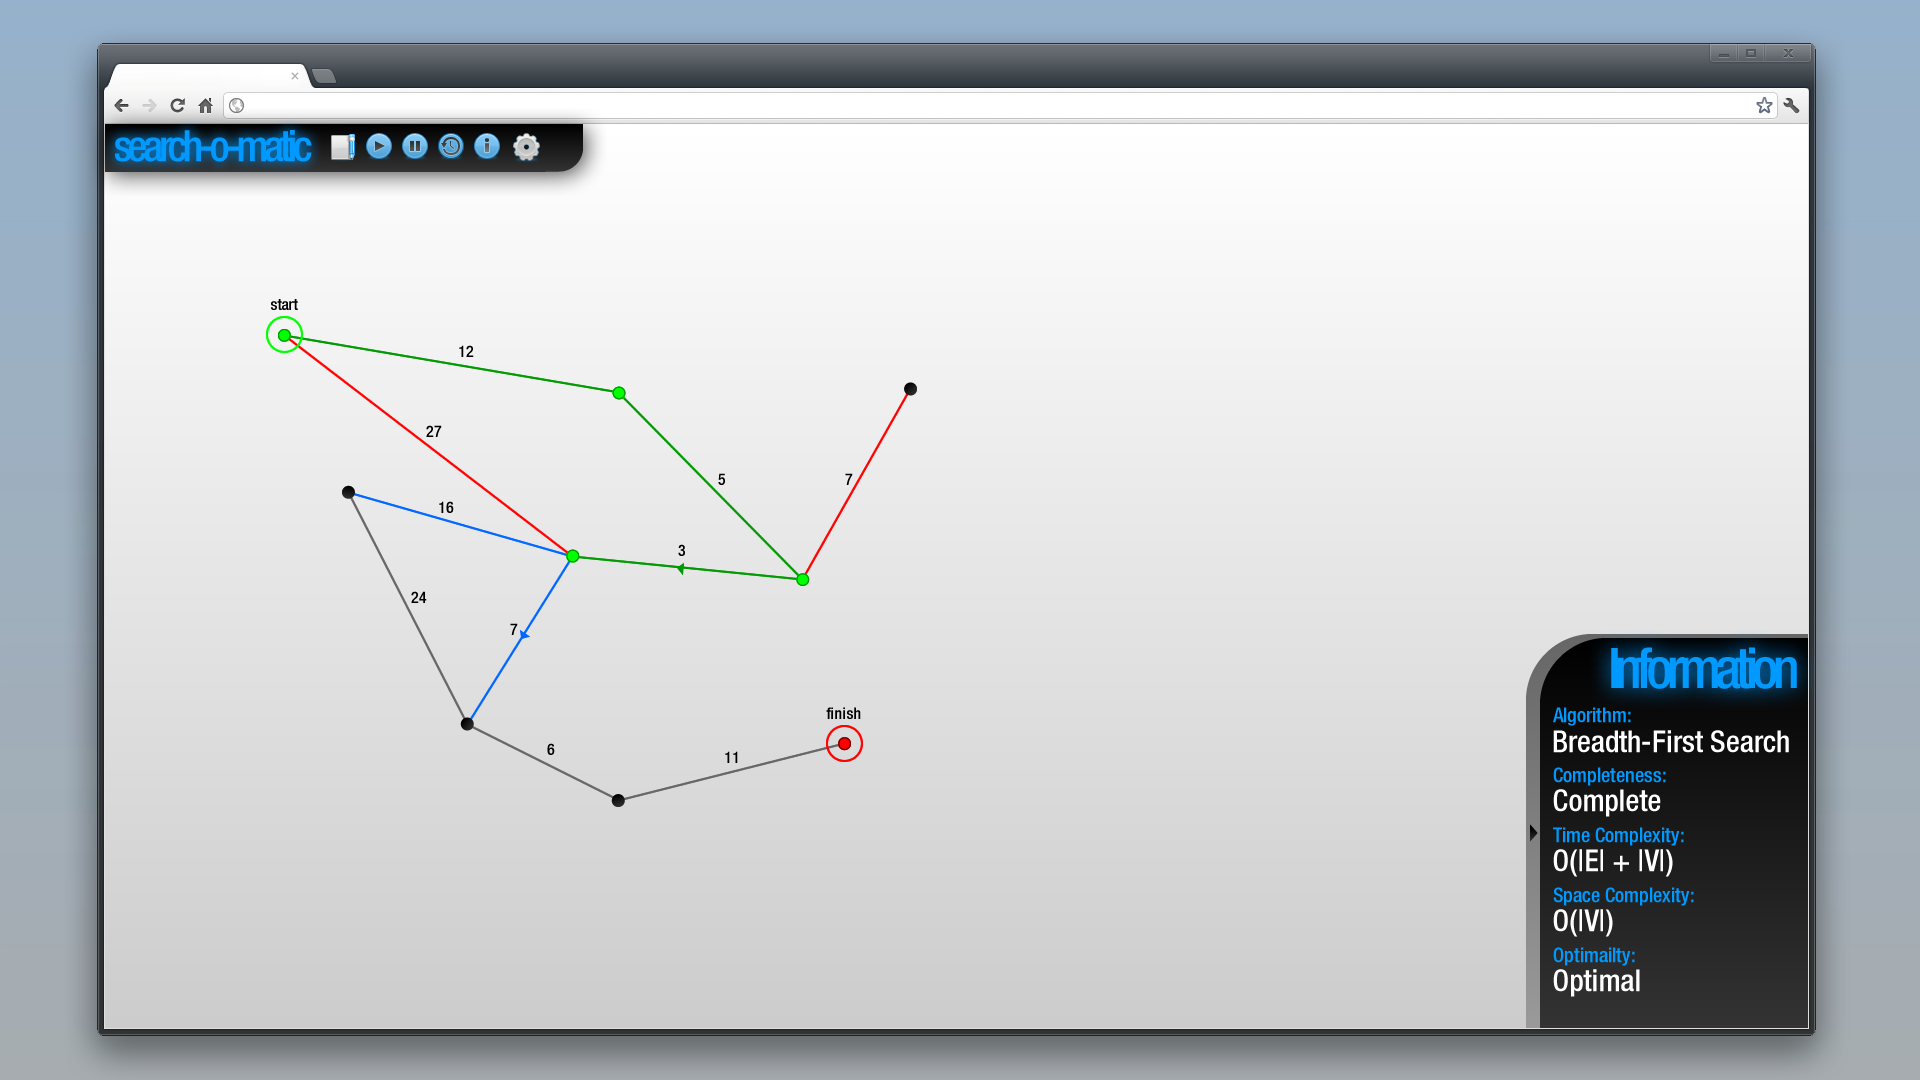 search-o-matic
start
12
27
5
7
16
3
24
7
finish
6
11
Information
Algorithm:
Breadth-First Search
Completeness:
Complete
Time Complexity:
O(|E| + |V|)
Space Complexity:
O(|V|)
Optimailty:
Optimal